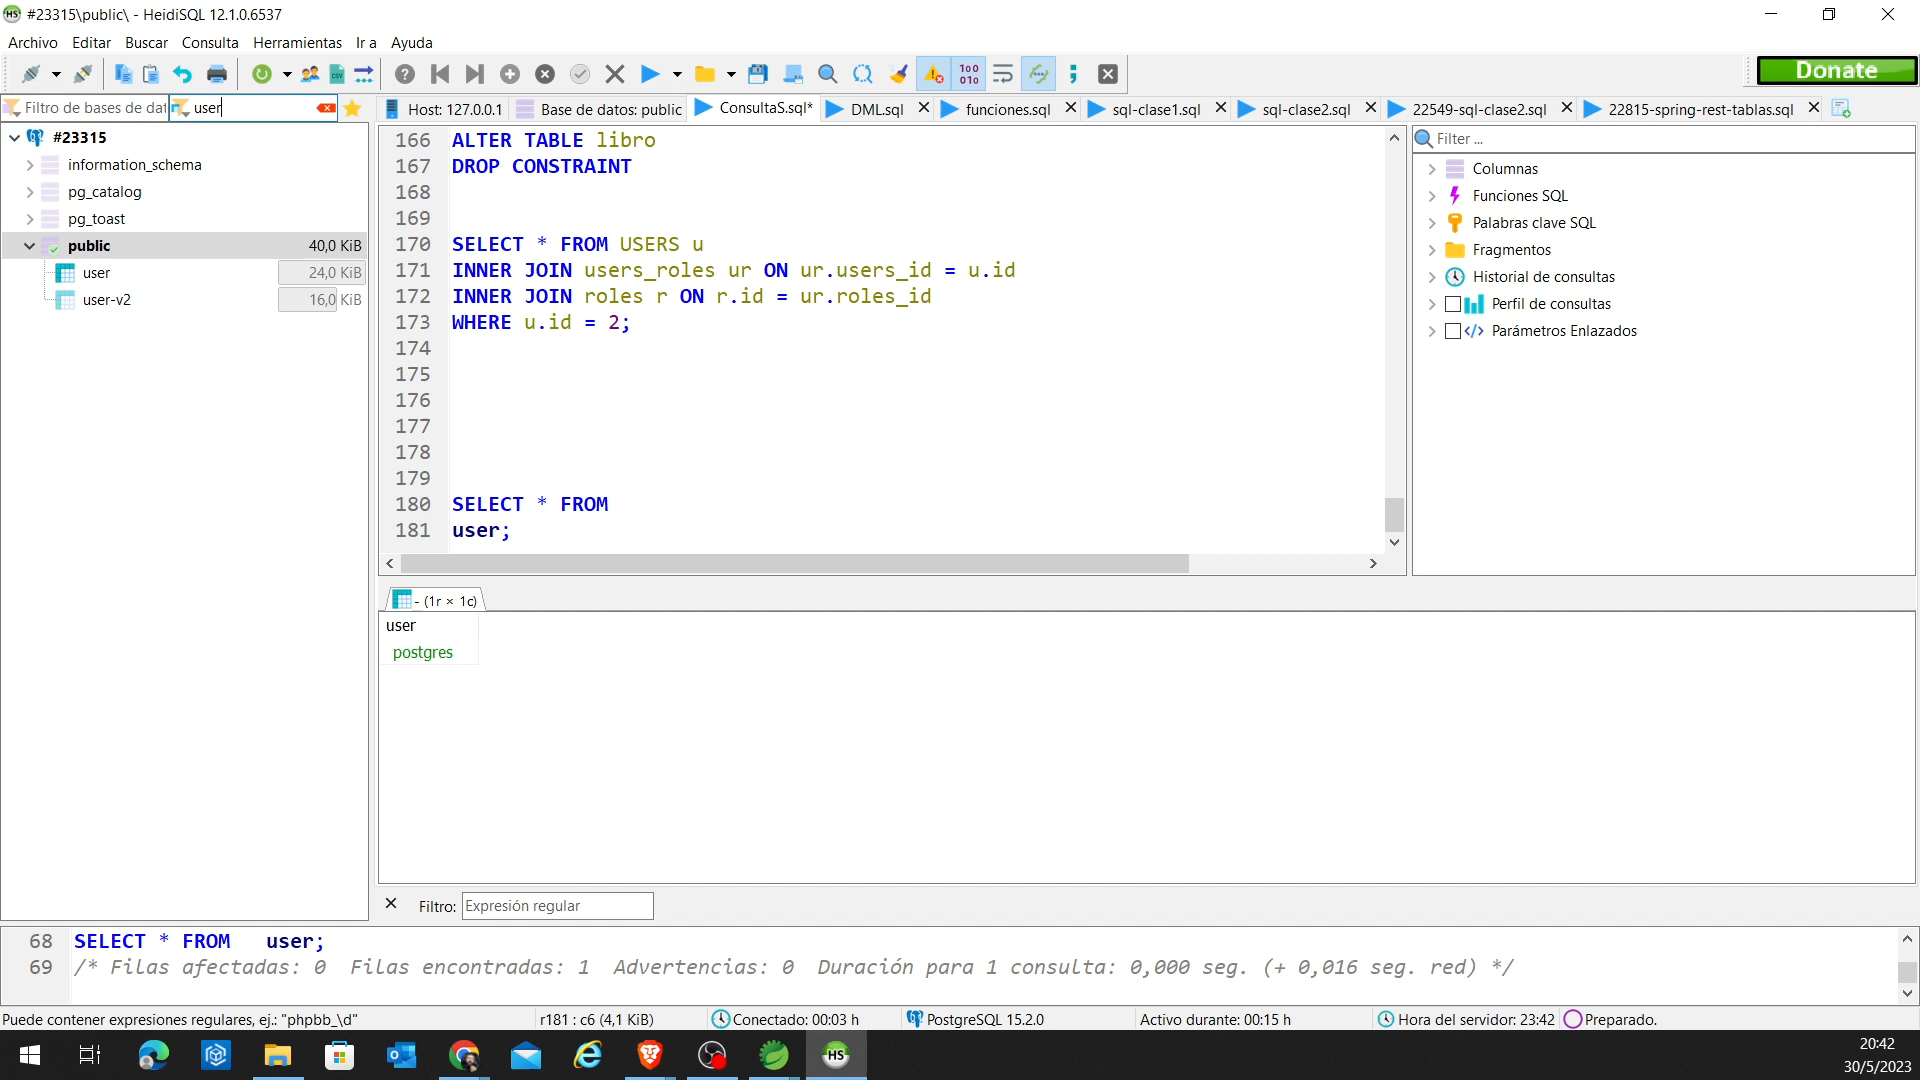 #23315\public\ - HeidiSQL 12.1.0.6537
Archivo Editar Buscar Consulta Herramientas Ir a Ayuda
Donate
Filtro de bases de dat
user
Host: 127.0.0.1
Base de datos: public
ConsultaS.sql*
DML.sql
funciones.sql
sql-clase1.sql
sql-clase2.sql
22549-sql-clase2.sql
22815-spring-rest-tablas.sql
#23315
information_schema
pg_catalog
pg_toast
public 40,0 KiB
user 24,0 KiB
user-v2 16,0 KiB
166 ALTER TABLE libro
167 DROP CONSTRAINT
168
169
170 SELECT * FROM USERS u
171 INNER JOIN users_roles ur ON ur.users_id = u.id
172 INNER JOIN roles r ON r.id = ur.roles_id
173 WHERE u.id = 2;
174
175
176
177
178
179
180 SELECT * FROM
181 user;
Filter ...
Columnas
Funciones SQL
Palabras clave SQL
Fragmentos
Historial de consultas
Perfil de consultas
Parámetros Enlazados
- (1r × 1c)
user
postgres
Filtro: Expresión regular
68 SELECT * FROM user;
69 /* Filas afectadas: 0 Filas encontradas: 1 Advertencias: 0 Duración para 1 consulta: 0,000 seg. (+ 0,016 seg. red) */
Puede contener expresiones regulares, ej.: "phpbb_\d"
r181 : c6 (4,1 KiB)
Conectado: 00:03 h
PostgreSQL 15.2.0
Activo durante: 00:15 h
Hora del servidor: 23:42
Preparado.
HS
20:42
30/5/2023